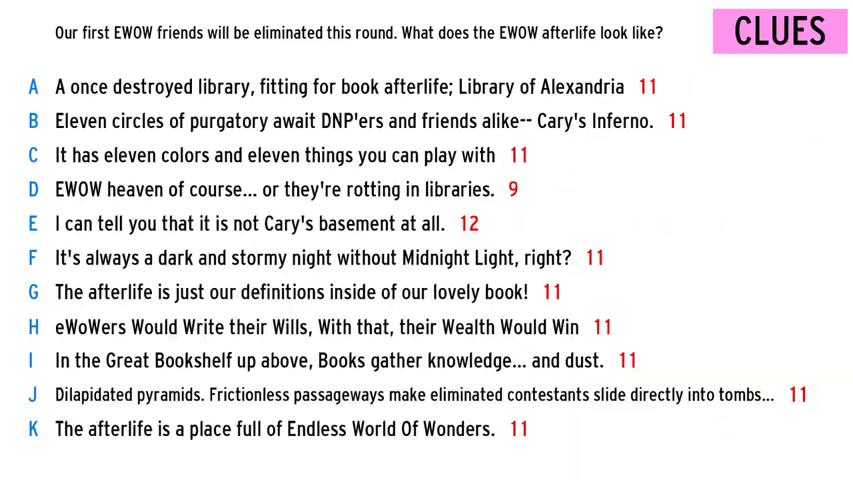 Our first EWOW friends will be eliminated this round. What does the EWOW afterlife look like?
CLUES
A A once destroyed library, fitting for book afterlife; Library of Alexandria 11
B Eleven circles of purgatory await DNP'ers and friends alike-- Cary's Inferno. 11
C It has eleven colors and eleven things you can play with 11
D EWOW heaven of course... or they're rotting in libraries. 9
E I can tell you that it is not Cary's basement at all. 12
F It's always a dark and stormy night without Midnight Light, right? 11
G The afterlife is just our definitions inside of our lovely book! 11
H eWoWers Would Write their Wills, With that, their Wealth Would Win 11
I In the Great Bookshelf up above, Books gather knowledge... and dust. 11
J Dilapidated pyramids. Frictionless passageways make eliminated contestants slide directly into tombs... 11
K The afterlife is a place full of Endless World Of Wonders. 11